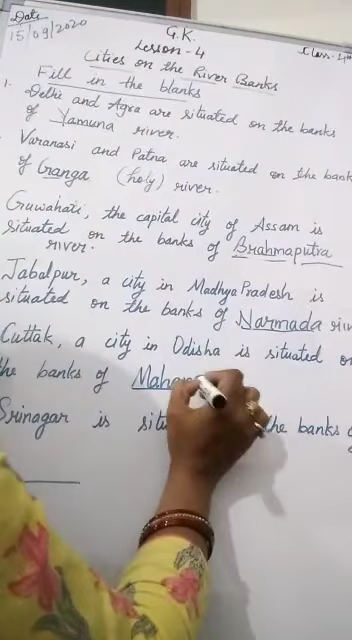 Date
15/09/2020
G.K.
Lesson-4
Class-4th
Cities on the River Banks
Fill in the blanks
1. Delhi and Agra are situated on the banks
of Yamuna river.
Varanasi and Patna are situated on the bank
of Ganga (holy) river.
Guwahati, the capital city of Assam is
situated on the banks of Brahmaputra
river.
Jabalpur, a city in Madhya Pradesh is
situated on the banks of Narmada riv
Cuttak, a city in Odisha is situated on
the banks of
Srinagar is the banks